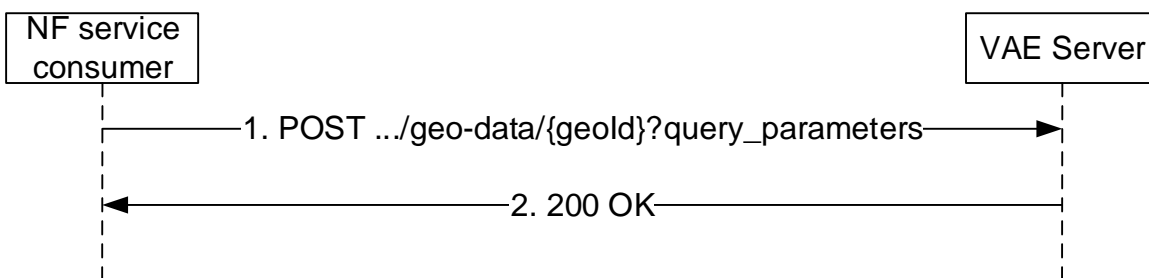 NF service
consumer
VAE Server
1. POST .../geo-data/{geoId}?query_parameters
2. 200 OK